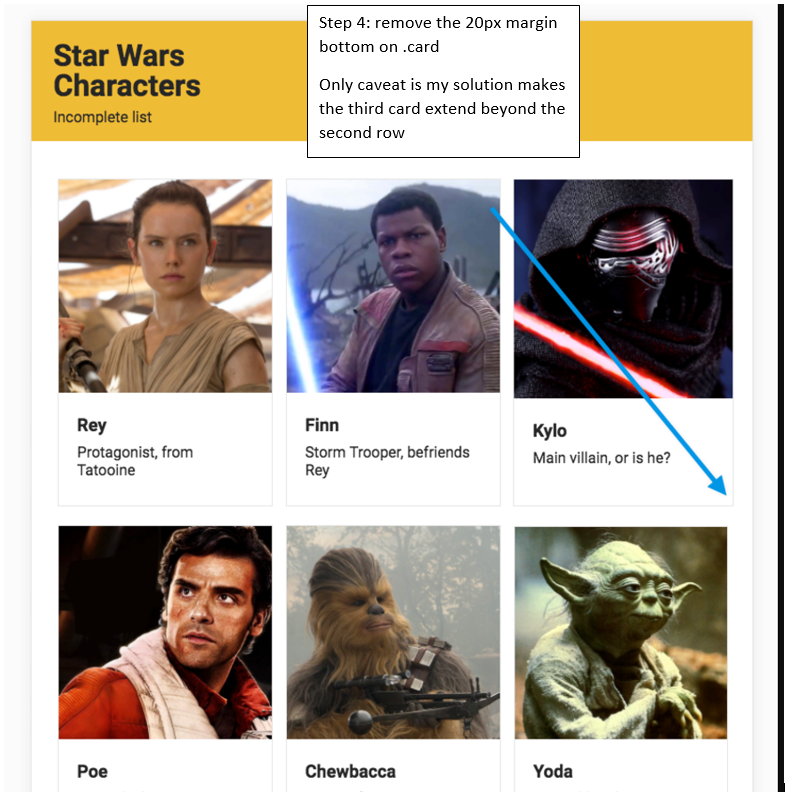 Step 4: remove the 20px margin
bottom on .card
Only caveat is my solution makes
the third card extend beyond the
second row
Star Wars
Characters
Incomplete list
Rey
Protagonist, from
Tatooine
Finn
Storm Trooper, befriends
Rey
Kylo
Main villain, or is he?
Poe
Chewbacca
Yoda